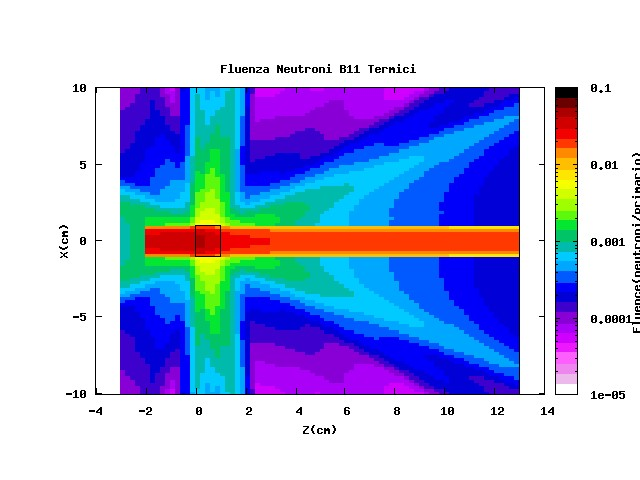 Fluenza Neutroni B11 Termici
10
5
0
-5
-10
X(cm)
-4 -2 0 2 4 6 8 10 12 14
Z(cm)
0.1
0.01
0.001
0.0001
1e-05
Fluence(neutroni/primario)